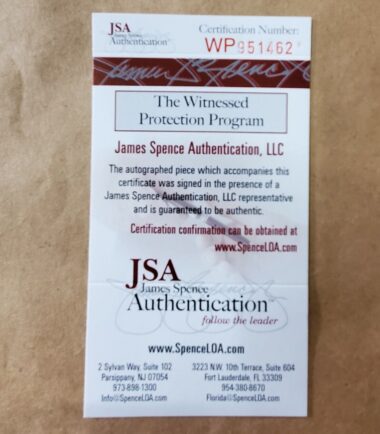 JSA
James Spence
Authentication
Certification Number:
WP951462
James Spence
The Witnessed
Protection Program
James Spence Authentication, LLC
The autographed piece which accompanies this
certificate was signed in the presence of a
James Spence Authentication, LLC representative
and is guaranteed to be authentic.
Certification confirmation can be obtained at
www.SpenceLOA.com
JSA
James Spence
Authentication
follow the leader
www.SpenceLOA.com
2 Sylvan Way, Suite 102
Parsippany, NJ 07054
973-898-1300
Info@SpenceLOA.com
3223 N.W. 10th Terrace, Suite 604
Fort Lauderdale, FL 33309
954-380-8670
Florida@SpenceLOA.com